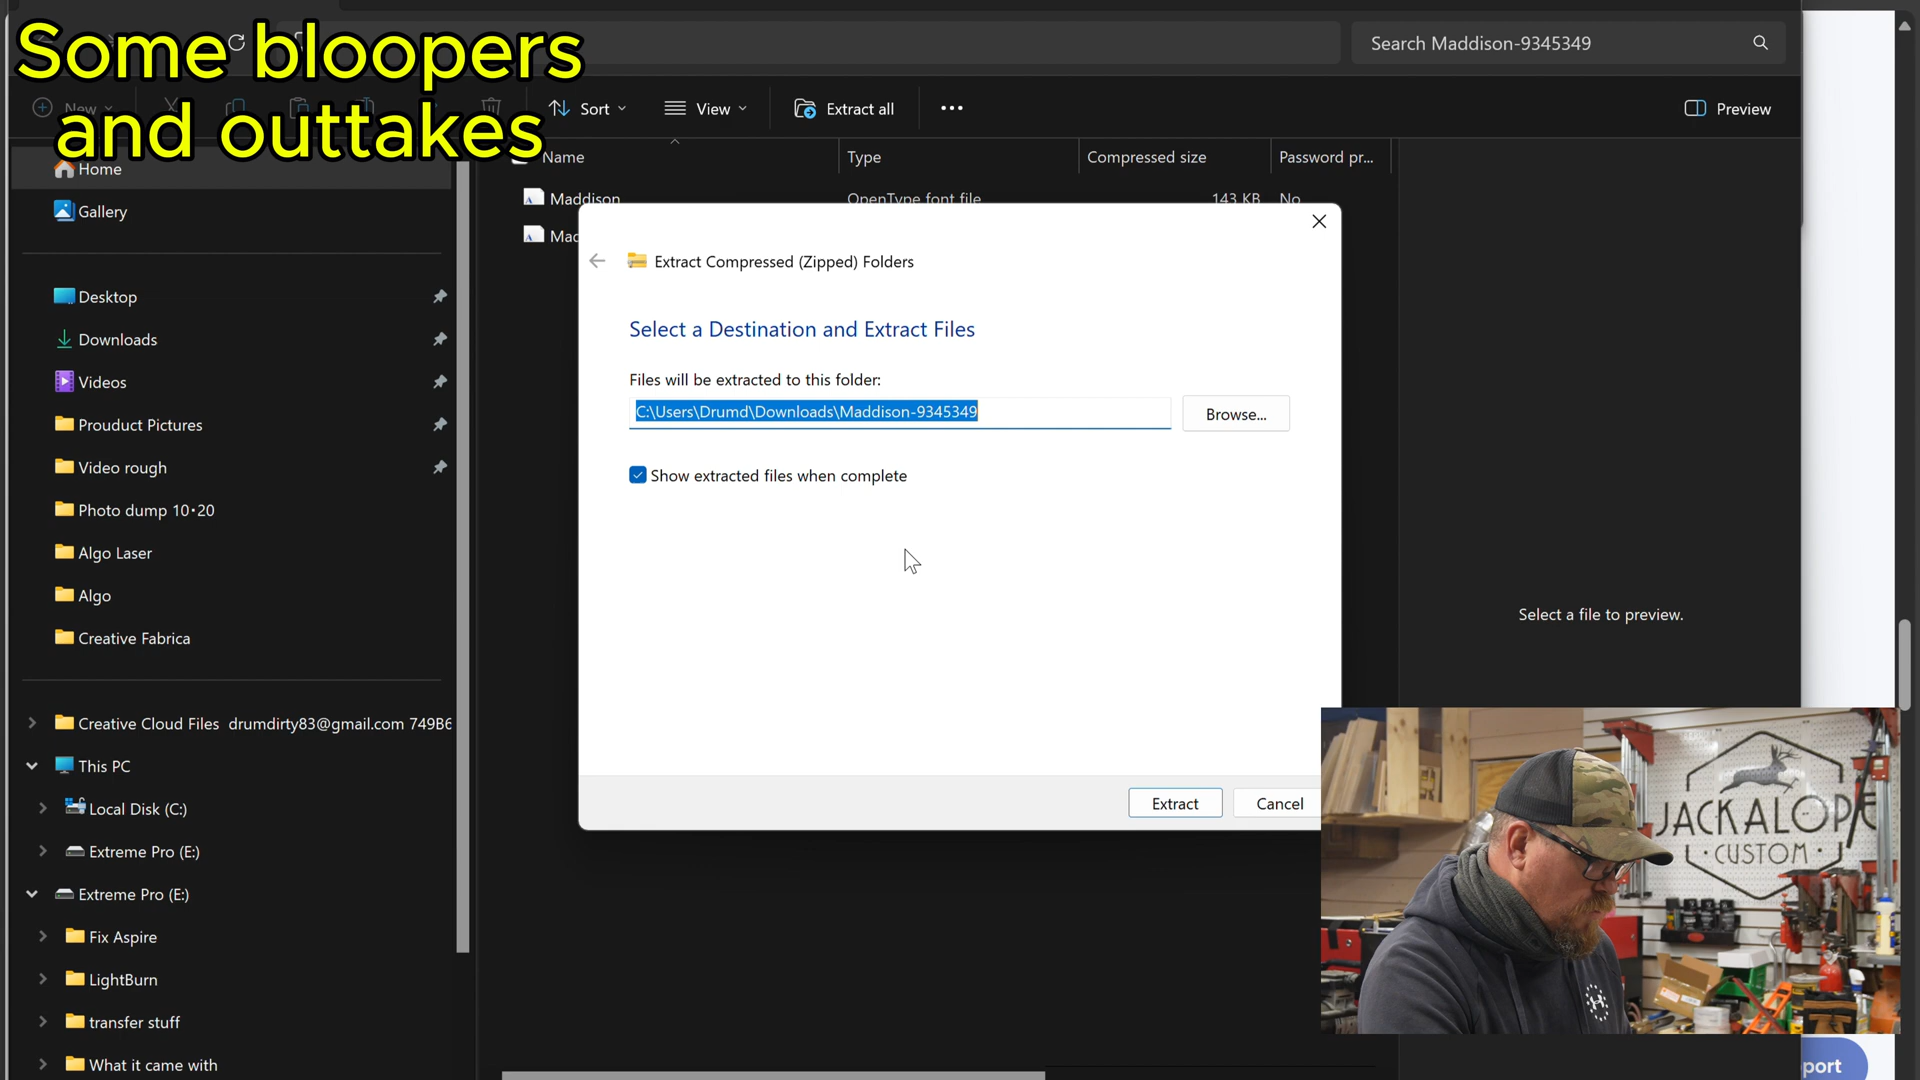 Some bloopers
and outtakes
Search Maddison-9345349
New
Sort
View
Extract all
Preview
Name
Type
Compressed size
Password pr...
Home
Gallery
Desktop
Downloads
Videos
Prouduct Pictures
Video rough
Photo dump 10•20
Algo Laser
Algo
Creative Fabrica
Creative Cloud Files drumdirty83@gmail.com 749B6
This PC
Local Disk (C:)
Extreme Pro (E:)
Extreme Pro (E:)
Fix Aspire
LightBurn
transfer stuff
What it came with
Maddison
OpenType font file
143 KB
No
Extract Compressed (Zipped) Folders
Select a Destination and Extract Files
Files will be extracted to this folder:
C:\Users\Drumd\Downloads\Maddison-9345349
Browse...
Show extracted files when complete
Extract
Cancel
Select a file to preview.
JACKALOPE
CUSTOM
port